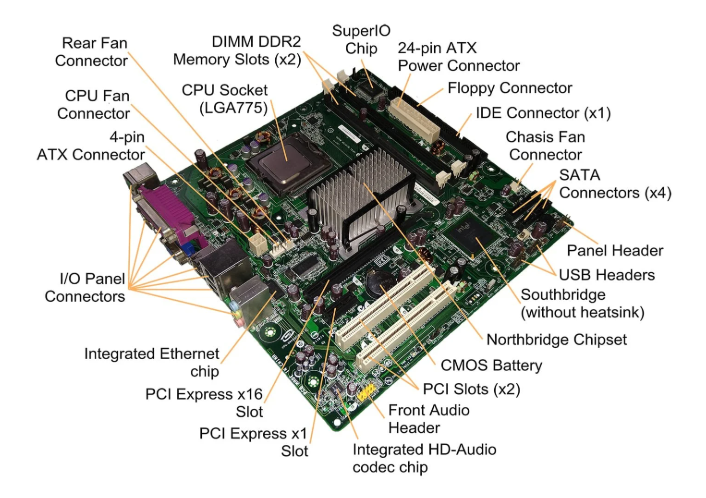 SuperIO
Chip
Rear Fan
Connector
DIMM DDR2
Memory Slots (x2)
24-pin ATX
Power Connector
CPU Fan
Connector
CPU Socket
(LGA775)
Floppy Connector
IDE Connector (x1)
4-pin
ATX Connector
Chasis Fan
Connector
SATA
Connectors (x4)
Panel Header
I/O Panel
Connectors
USB Headers
Southbridge
(without heatsink)
Northbridge Chipset
Integrated Ethernet
chip
CMOS Battery
PCI Express x16
Slot
PCI Slots (x2)
PCI Express x1
Slot
Front Audio
Header
Integrated HD-Audio
codec chip